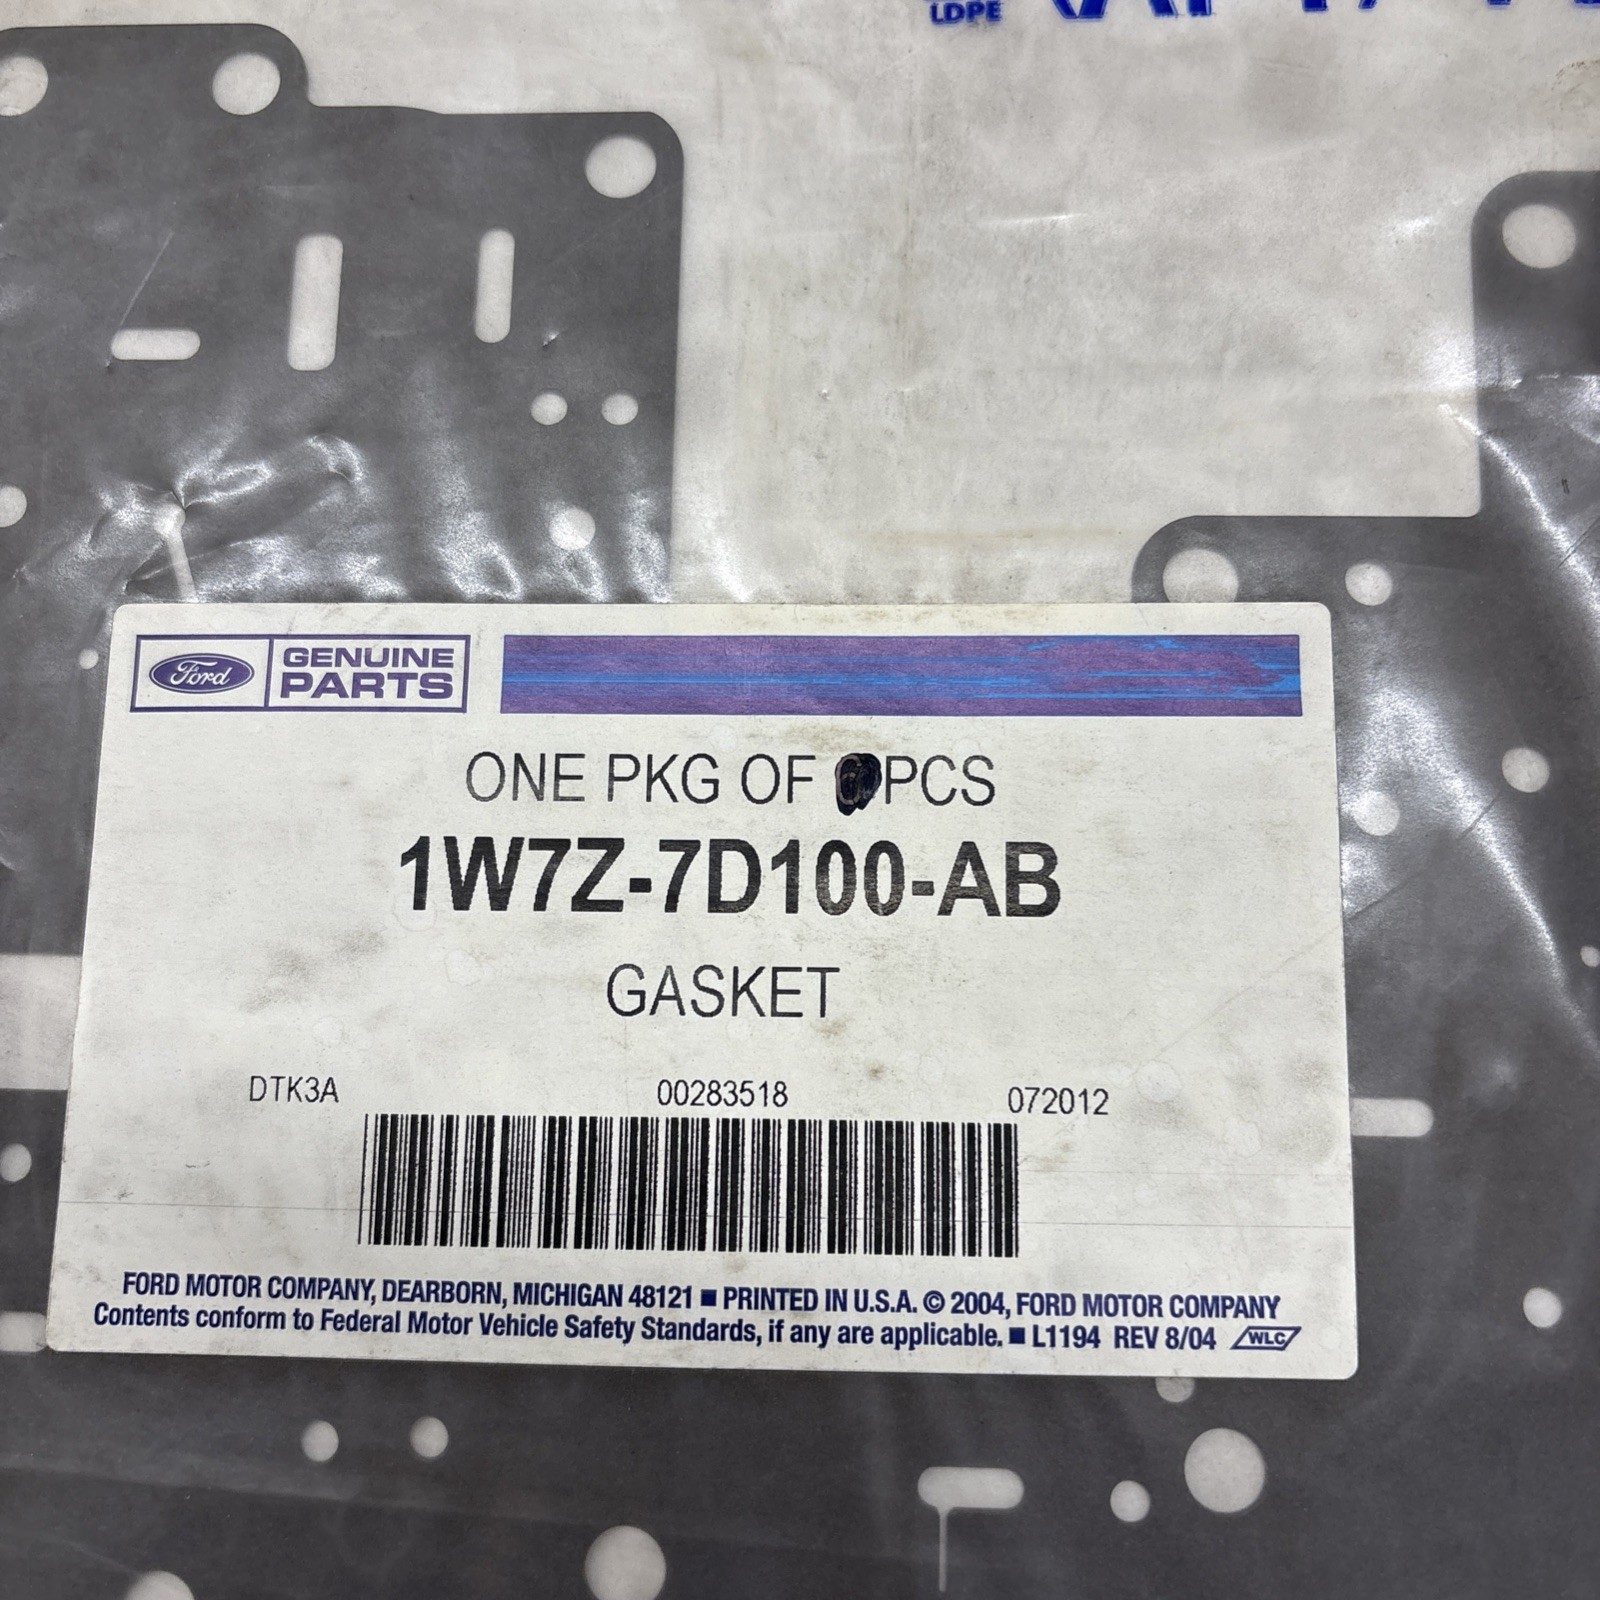 LDPE
Ford GENUINE PARTS
ONE PKG OF PCS
1W7Z-7D100-AB
GASKET
DTK3A 00283518 072012
FORD MOTOR COMPANY, DEARBORN, MICHIGAN 48121 ■ PRINTED IN U.S.A. © 2004, FORD MOTOR COMPANY
Contents conform to Federal Motor Vehicle Safety Standards, if any are applicable. ■ L1194 REV 8/04 WLC